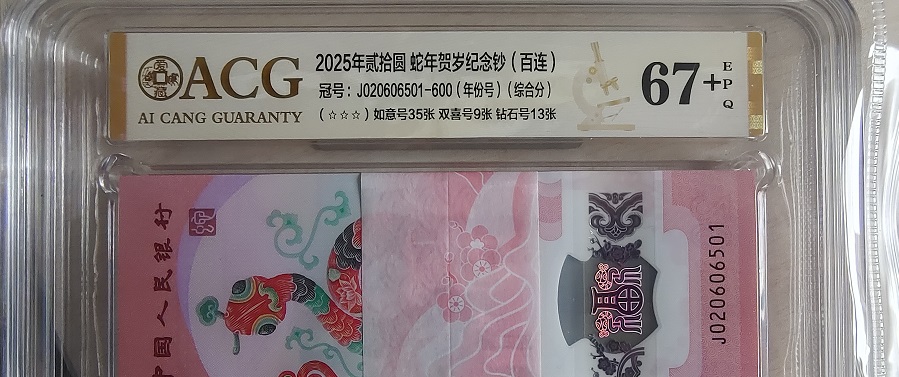 ACG
AI CANG GUARANTY
2025年贰拾圆 蛇年贺岁纪念钞（百连）
冠号：J020606501-600（年份号）（综合分）
（☆☆☆）如意号35张 双喜号9张 钻石号13张
67+
EPQ
中国人民银行
J020606501